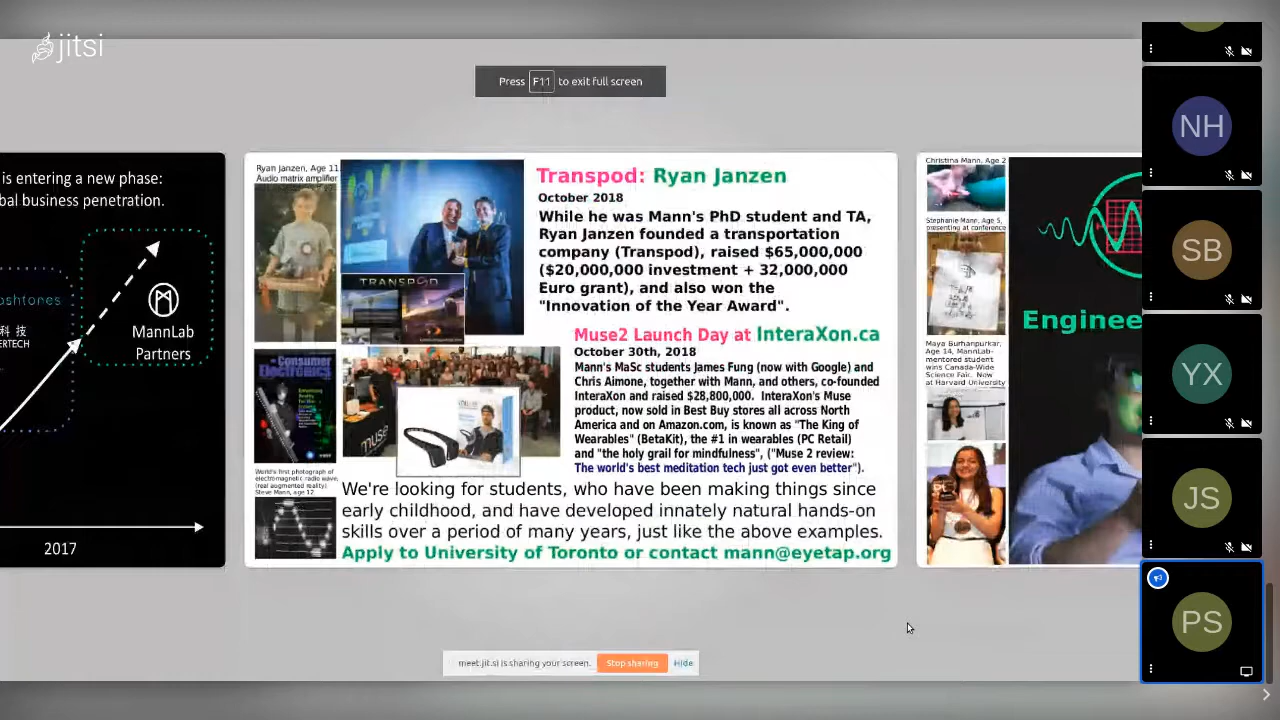 jitsi
Press F11 to exit full screen
is entering a new phase:
bal business penetration.
ashtones
科 技
ERTECH
MannLab
Partners
2017
Ryan Janzen, Age 11
Audio matrix amplifier
TRANSPOD
Consumer
Electronics
World's first photograph of
electromagnetic radio wave
(real augmented reality)
Steve Mann, age 12
muse
Transpod: Ryan Janzen
October 2018
While he was Mann's PhD student and TA,
Ryan Janzen founded a transportation
company (Transpod), raised $65,000,000
($20,000,000 investment + 32,000,000
Euro grant), and also won the
"Innovation of the Year Award".
Muse2 Launch Day at InteraXon.ca
October 30th, 2018
Mann's MaSc students James Fung (now with Google) and
Chris Aimone, together with Mann, and others, co-founded
InteraXon and raised $28,800,000. InteraXon's Muse
product, now sold in Best Buy stores all across North
America and on Amazon.com, is known as "The King of
Wearables" (BetaKit), the #1 in wearables (PC Retail)
and "the holy grail for mindfulness", ("Muse 2 review:
The world's best meditation tech just got even better").
We're looking for students, who have been making things since
early childhood, and have developed innately natural hands-on
skills over a period of many years, just like the above examples.
Apply to University of Toronto or contact mann@eyetap.org
Christina Mann, Age 2
Stephanie Mann, Age 5,
presenting at conference
Maya Burhanpurkar,
Age 14, MannLab-
mentored student
wins Canada-Wide
Science Fair. Now
at Harvard University
Enginee
meet.jit.si is sharing your screen. Stop sharing Hide
NH
SB
YX
JS
PS